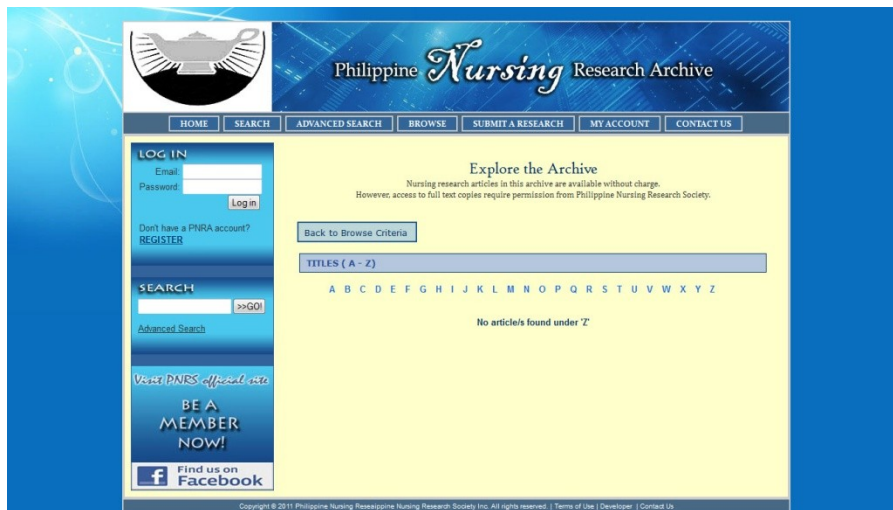 Philippine Nursing Research Archive
HOME SEARCH ADVANCED SEARCH BROWSE SUBMIT A RESEARCH MY ACCOUNT CONTACT US
LOG IN
Email:
Password:
Log in
Don't have a PNRA account?
REGISTER
SEARCH
>>GO!
Advanced Search
Visit PNRS official site
BE A
MEMBER
NOW!
Find us on
Facebook
Explore the Archive
Nursing research articles in this archive are available without charge.
However, access to full text copies require permission from Philippine Nursing Research Society.
Back to Browse Criteria
TITLES ( A - Z)
A B C D E F G H I J K L M N O P Q R S T U V W X Y Z
No article/s found under 'Z'
Copyright © 2011 Philippine Nursing Reseaippine Nursing Research Society Inc. All rights reserved. | Terms of Use | Developer | Contact Us